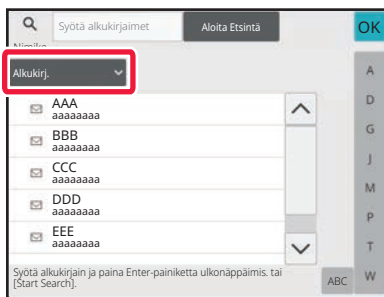 Syötä alkukirjaimet
Aloita Etsintä
OK
Nimike
Alkukirj.
AAA
aaaaaaaa
BBB
aaaaaaaa
CCC
aaaaaaaa
DDD
aaaaaaaa
EEE
aaaaaaaa
A
D
G
J
M
P
T
W
ABC
Syötä alkukirjain ja paina Enter-painiketta ulkonäppäimis. tai
[Start Search].